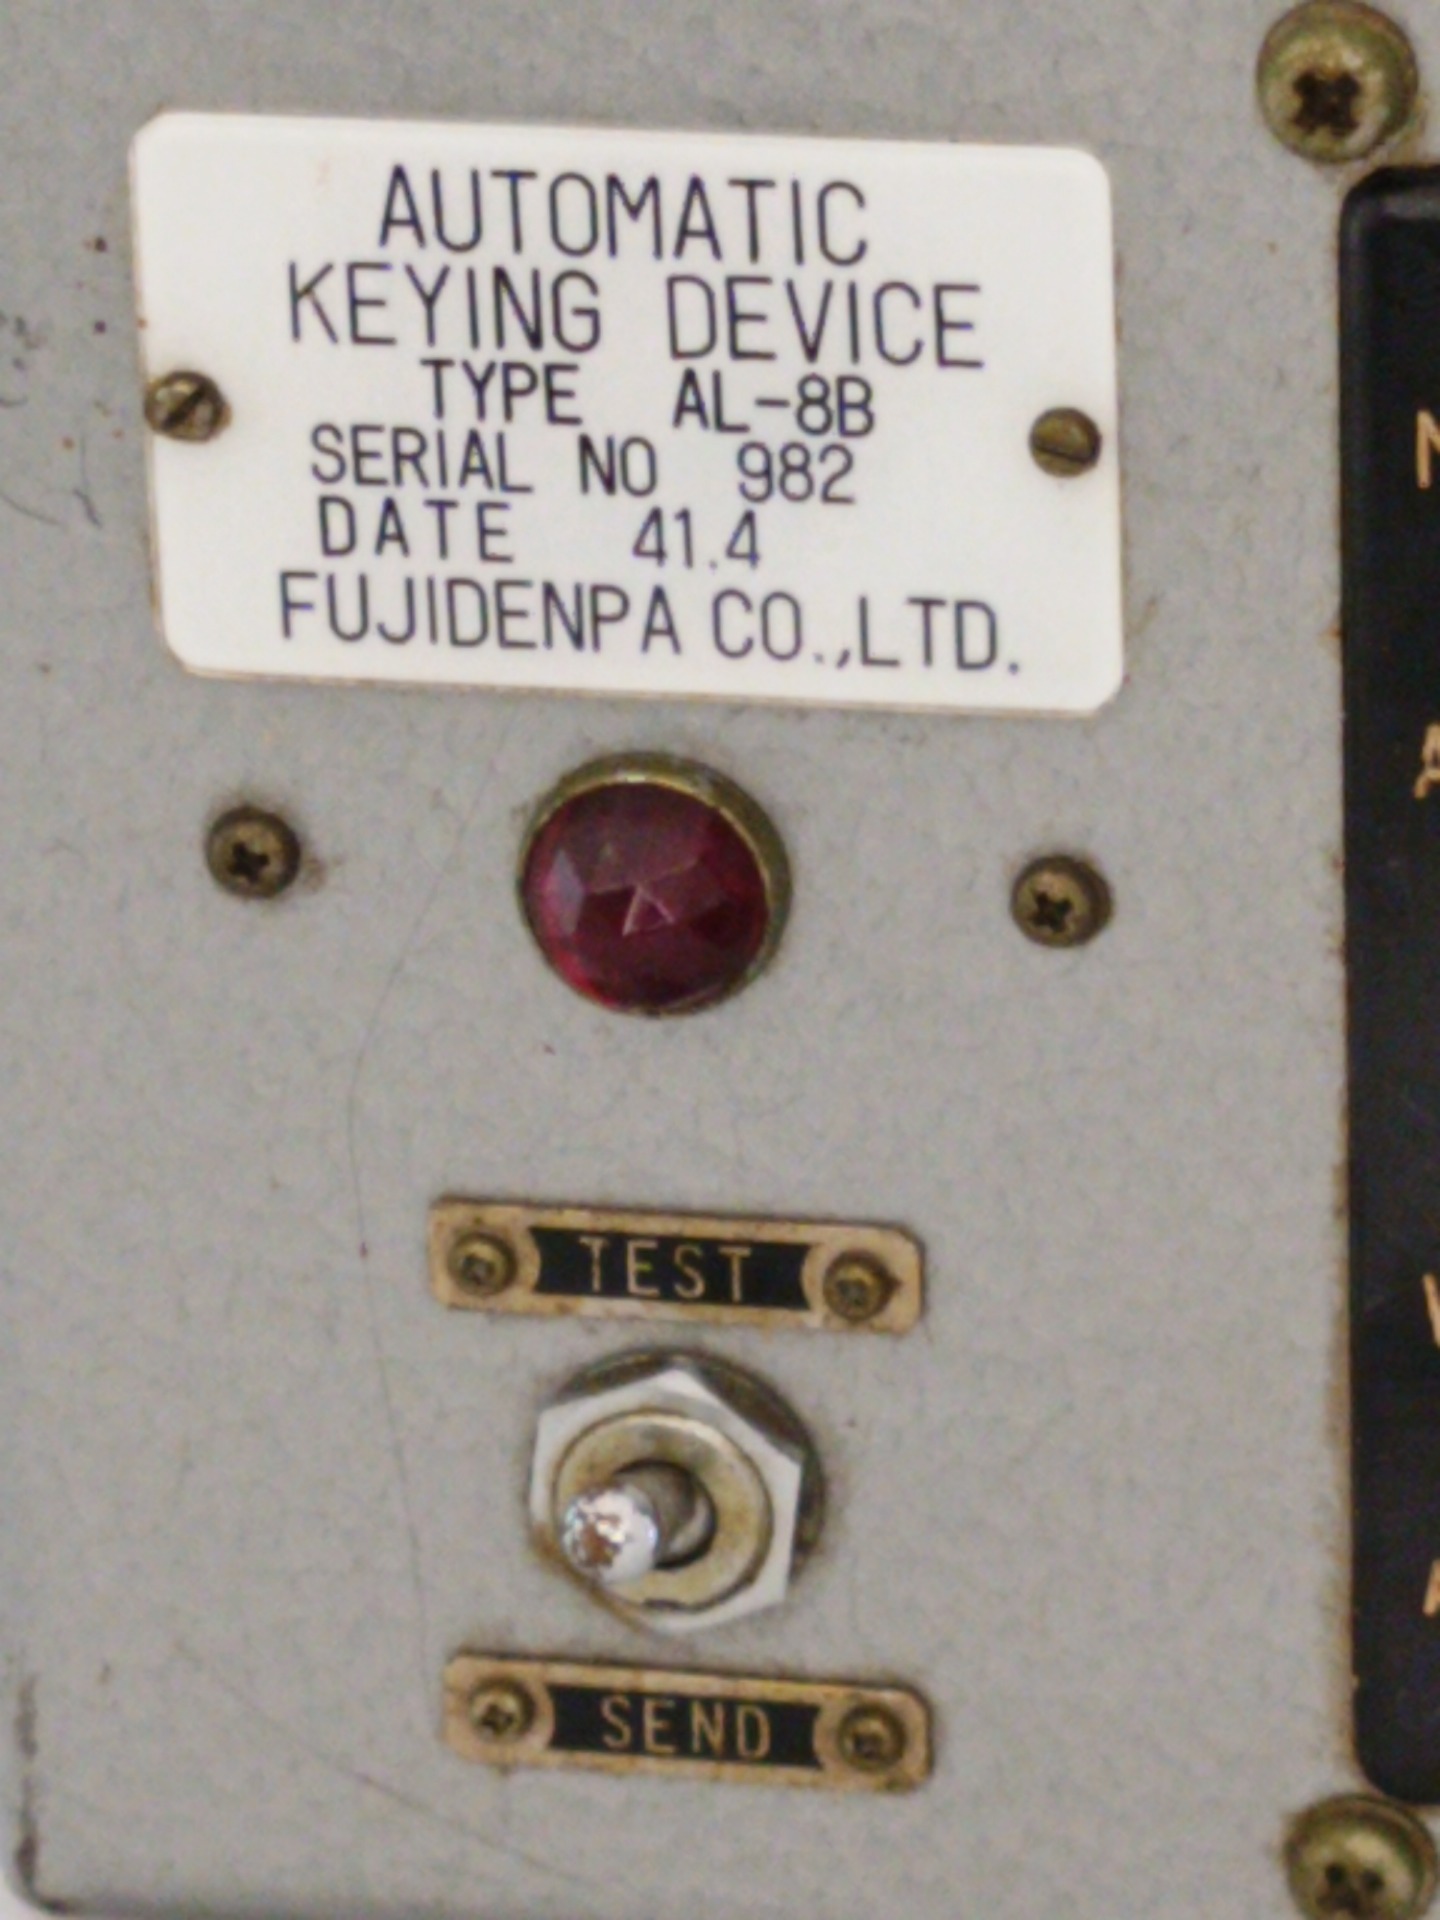 AUTOMATIC
KEYING DEVICE
TYPE AL-8B
SERIAL NO 982
DATE 41.4
FUJIDENPA CO.,LTD.
TEST
SEND